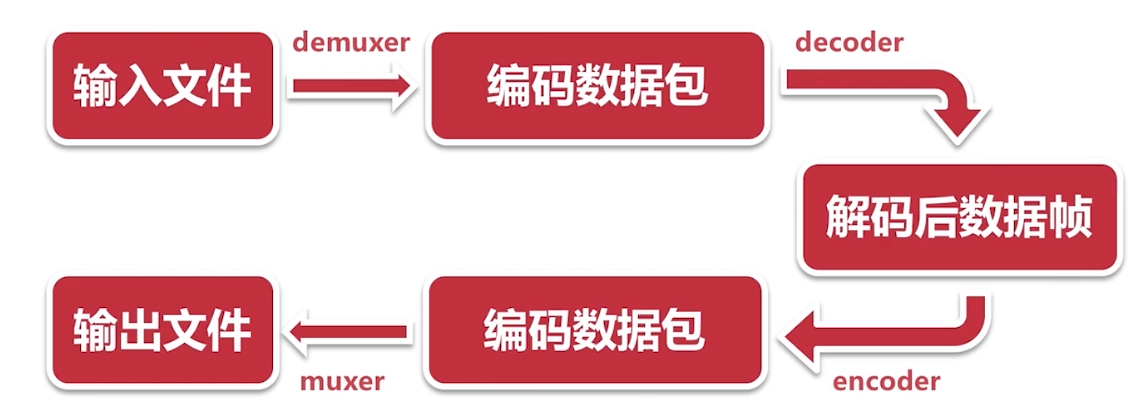 输入文件
demuxer
编码数据包
decoder
解码后数据帧
encoder
编码数据包
muxer
输出文件